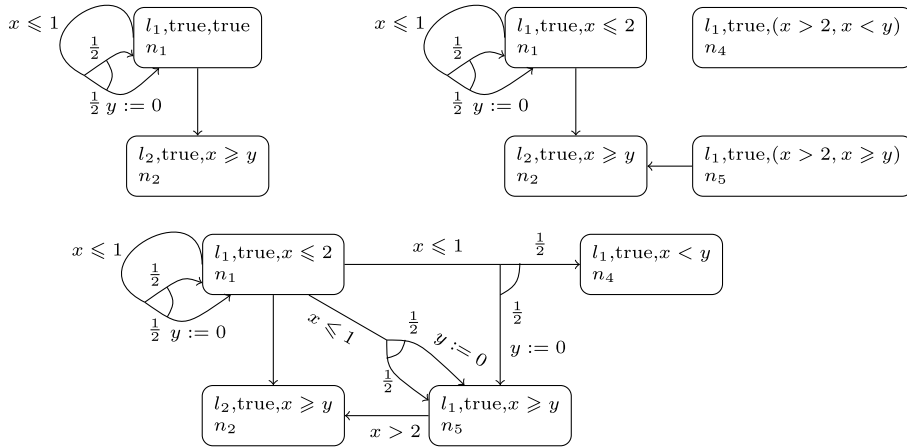 x ⩽ 1
l₁,true,true
n₁
1/2
1/2 y := 0
l₂,true,x ⩾ y
n₂
x ⩽ 1
l₁,true,x ⩽ 2
n₁
1/2
1/2 y := 0
l₂,true,x ⩾ y
n₂
l₁,true,(x > 2, x < y)
n₄
l₁,true,(x > 2, x ⩾ y)
n₅
x ⩽ 1
l₁,true,x ⩽ 2
n₁
1/2
1/2 y := 0
x ⩽ 1
1/2
l₁,true,x < y
n₄
1/2
y := 0
x ⩽ 1
1/2
y := 0
1/2
l₂,true,x ⩾ y
n₂
x > 2
l₁,true,x ⩾ y
n₅